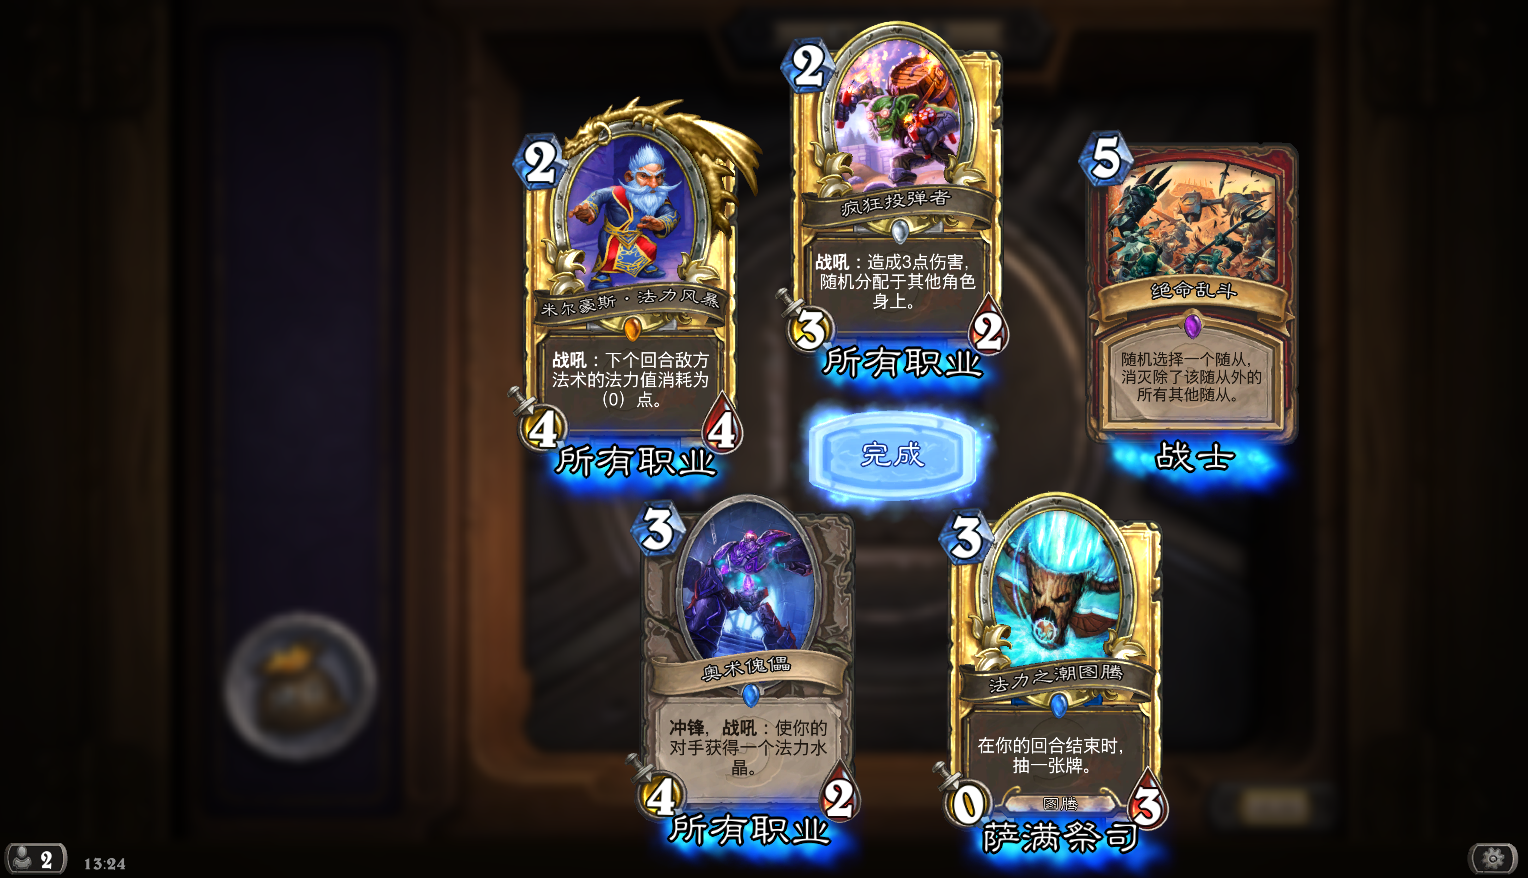 2
疯狂投弹者
战吼：造成3点伤害，
随机分配于其他角色
身上。
3
2
所有职业
2
米尔豪斯·法力风暴
战吼：下个回合敌方
法术的法力值消耗为
（0）点。
4
4
所有职业
5
绝命乱斗
随机选择一个随从，
消灭除了该随从外的
所有其他随从。
战士
完成
3
奥术傀儡
冲锋，战吼：使你的
对手获得一个法力水
晶。
4
2
所有职业
3
法力之潮图腾
在你的回合结束时，
抽一张牌。
图腾
0
3
萨满祭司
2
13:24